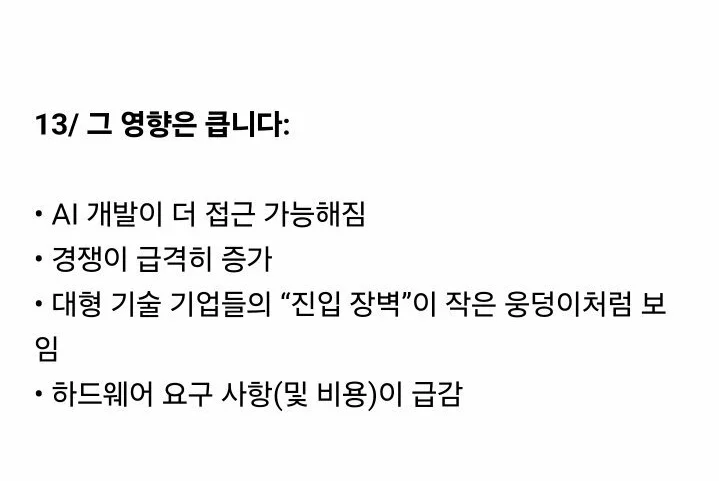 13/ 그 영향은 큽니다:
• AI 개발이 더 접근 가능해짐
• 경쟁이 급격히 증가
• 대형 기술 기업들의 “진입 장벽”이 작은 웅덩이처럼 보
임
• 하드웨어 요구 사항(및 비용)이 급감